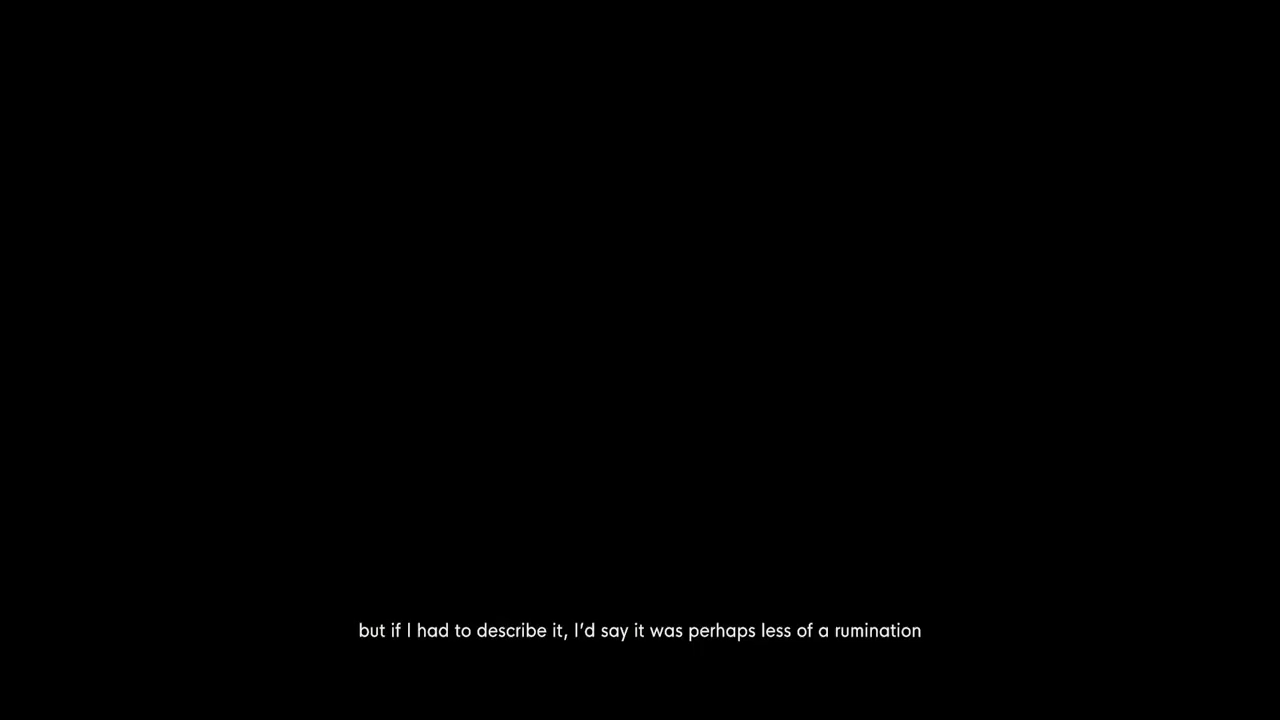 but if I had to describe it, I’d say it was perhaps less of a rumination